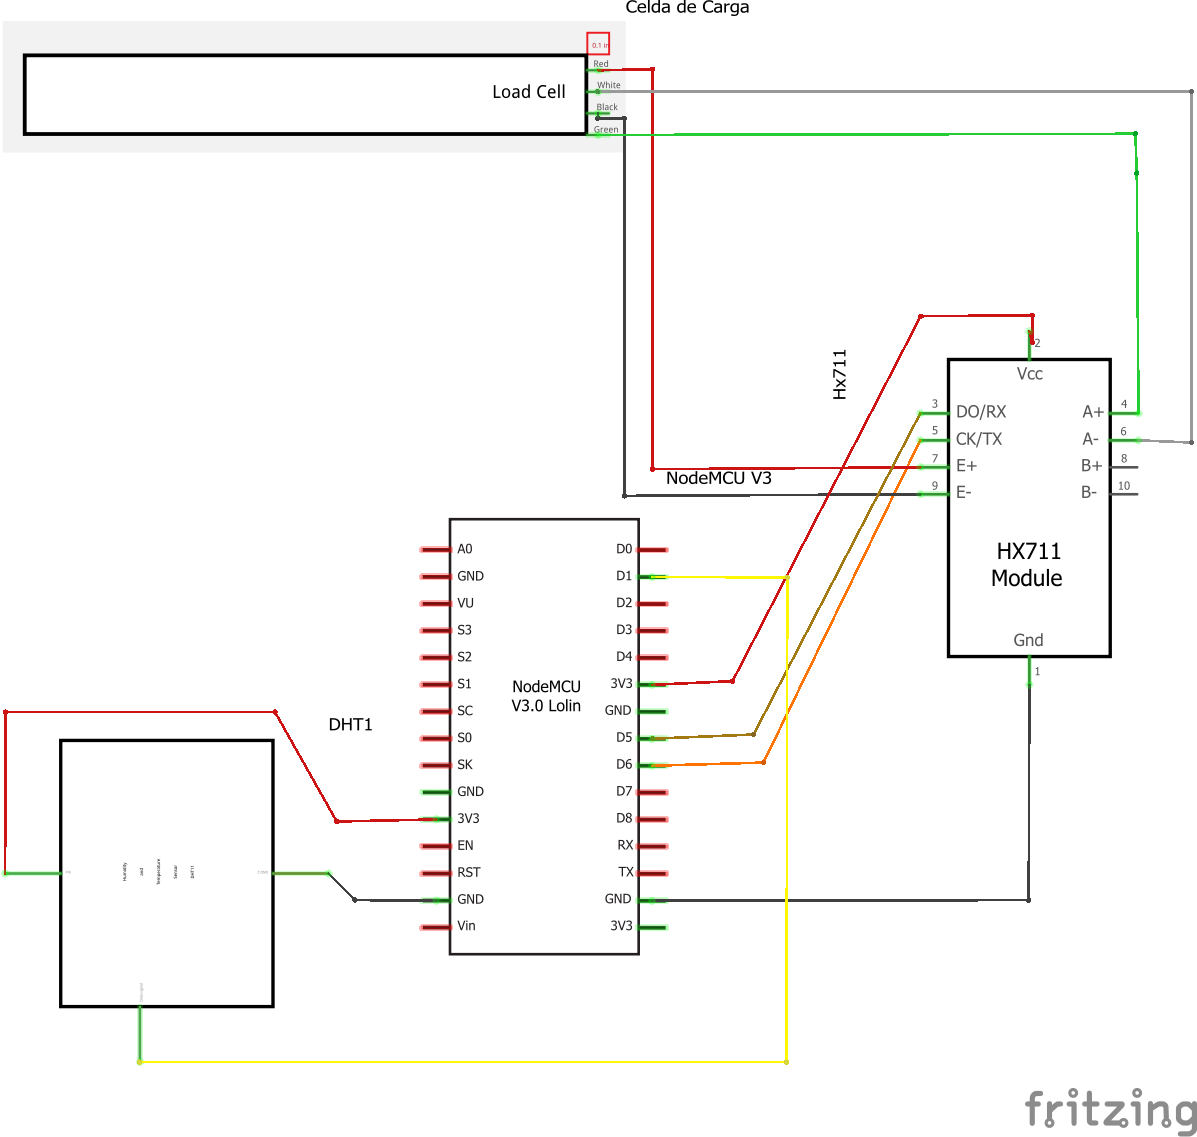 Celda de Carga
0.1 in
Red
Load Cell
White
Black
Green
Hx711
2
Vcc
3
DO/RX
A+
4
5
CK/TX
A-
6
7
E+
B+
8
9
E-
B-
10
HX711
Module
Gnd
1
NodeMCU V3
A0
D0
GND
D1
VU
D2
S3
D3
S2
D4
S1
3V3
SC
GND
S0
D5
SK
D6
GND
D7
3V3
D8
EN
RX
RST
TX
GND
GND
Vin
3V3
NodeMCU
V3.0 Lolin
DHT1
Humidity
and
Temperature
Sensor
DHT11
fritzing